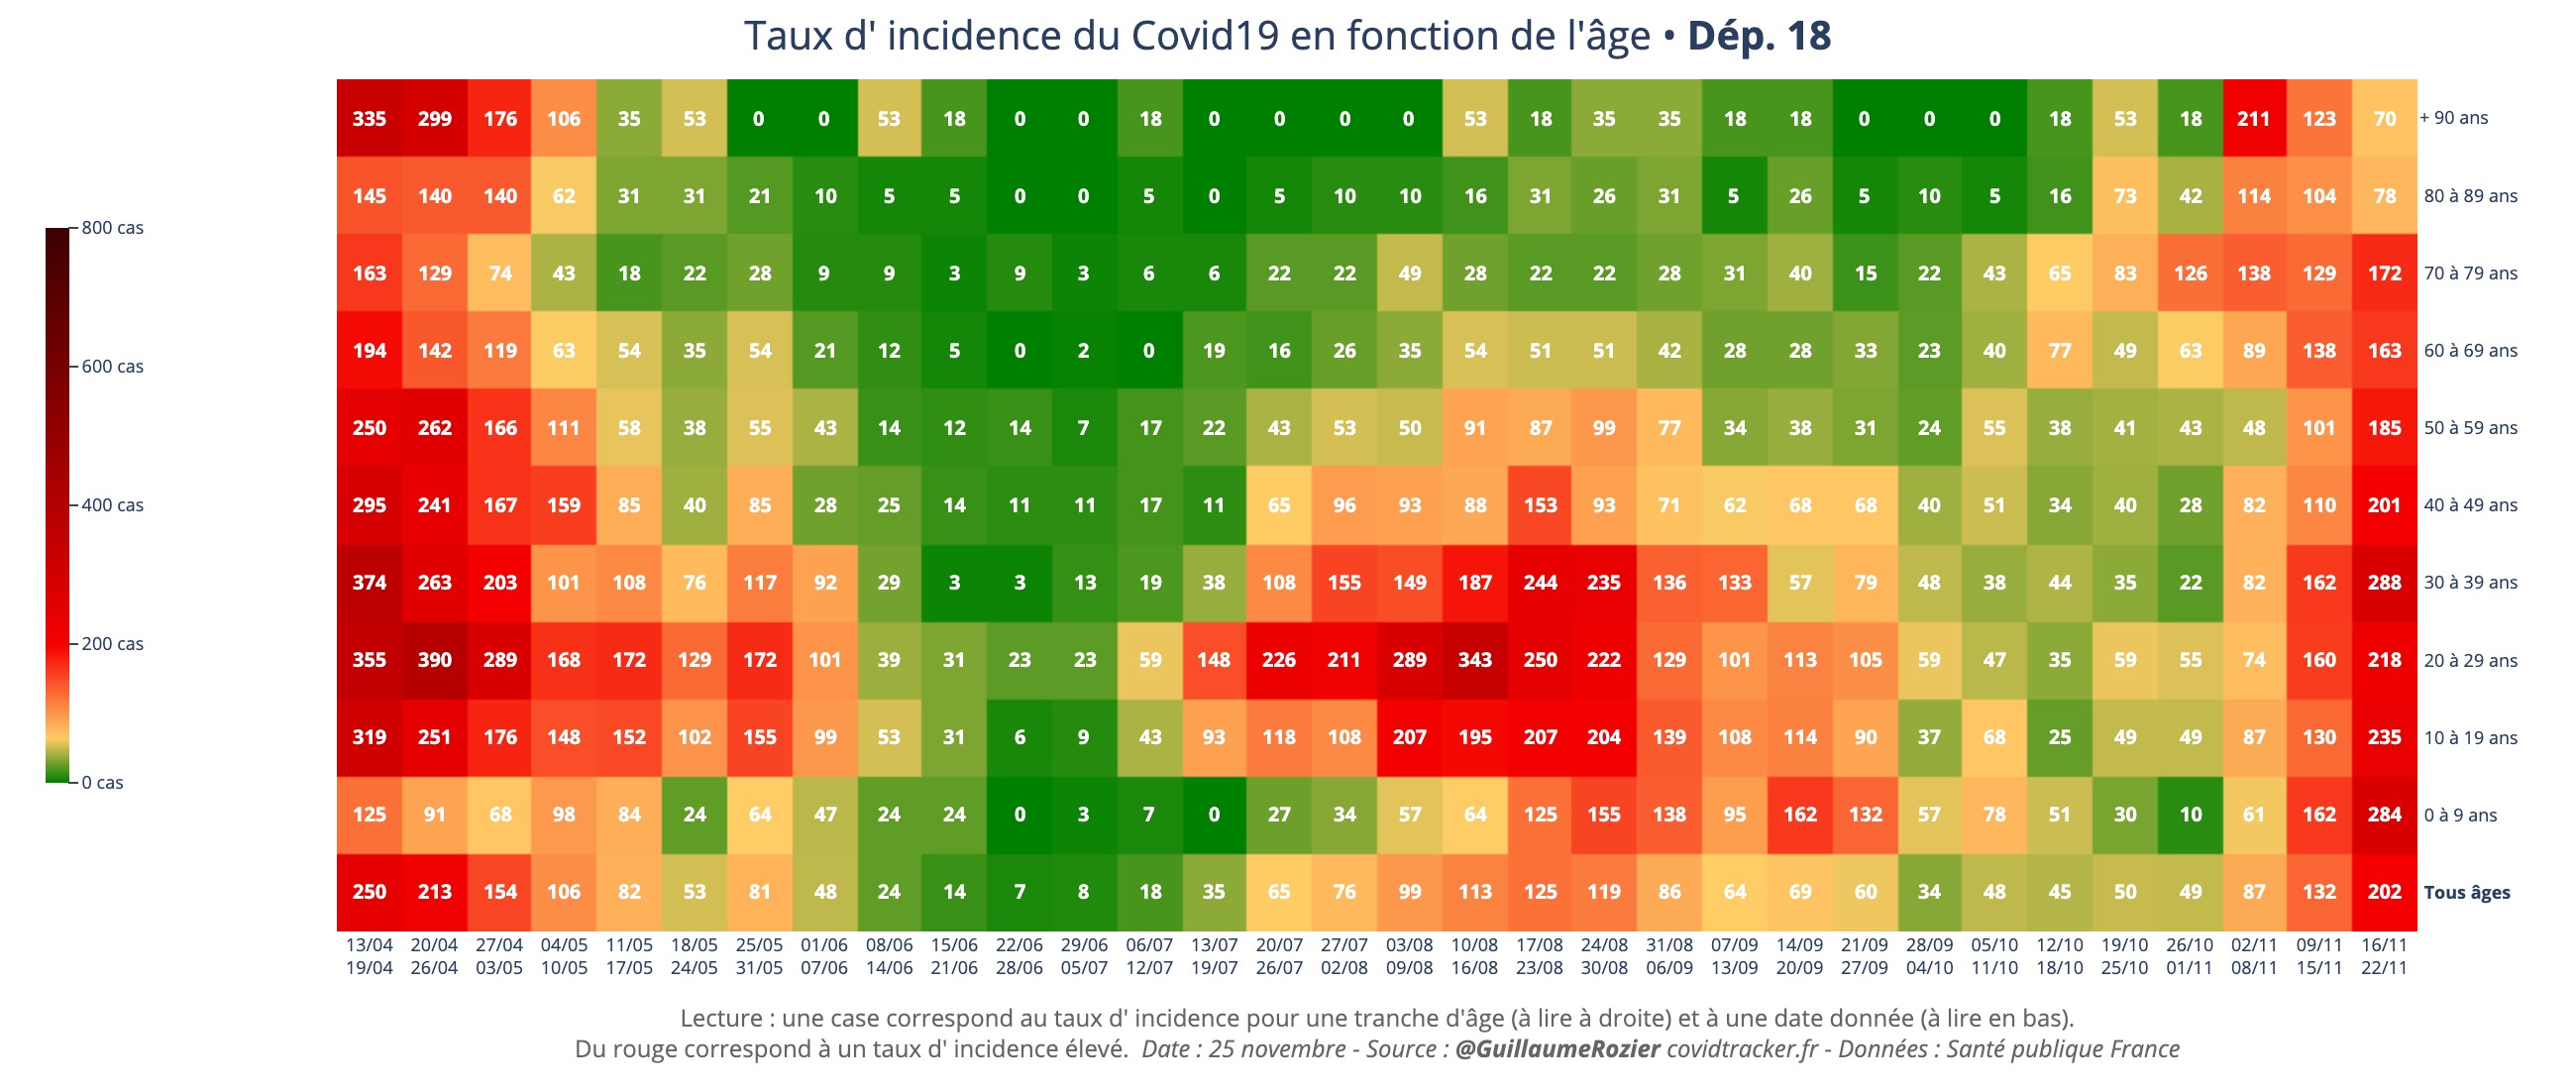 Taux d' incidence du Covid19 en fonction de l'âge • Dép. 18
335 299 176 106 35 53 0 0 53 18 0 0 18 0 0 0 0 53 18 35 35 18 18 0 0 0 18 53 18 211 123 70 + 90 ans
145 140 140 62 31 31 21 10 5 5 0 0 5 0 5 10 10 16 31 26 31 5 26 5 10 5 16 73 42 114 104 78 80 à 89 ans
800 cas
163 129 74 43 18 22 28 9 9 3 9 3 6 6 22 22 49 28 22 22 28 31 40 15 22 43 65 83 126 138 129 172 70 à 79 ans
194 142 119 63 54 35 54 21 12 5 0 2 0 19 16 26 35 54 51 51 42 28 28 33 23 40 77 49 63 89 138 163 60 à 69 ans
600 cas
250 262 166 111 58 38 55 43 14 12 14 7 17 22 43 53 50 91 87 99 77 34 38 31 24 55 38 41 43 48 101 185 50 à 59 ans
400 cas
295 241 167 159 85 40 85 28 25 14 11 11 17 11 65 96 93 88 153 93 71 62 68 68 40 51 34 40 28 82 110 201 40 à 49 ans
374 263 203 101 108 76 117 92 29 3 3 13 19 38 108 155 149 187 244 235 136 133 57 79 48 38 44 35 22 82 162 288 30 à 39 ans
200 cas
355 390 289 168 172 129 172 101 39 31 23 23 59 148 226 211 289 343 250 222 129 101 113 105 59 47 35 59 55 74 160 218 20 à 29 ans
319 251 176 148 152 102 155 99 53 31 6 9 43 93 118 108 207 195 207 204 139 108 114 90 37 68 25 49 49 87 130 235 10 à 19 ans
0 cas
125 91 68 98 84 24 64 47 24 24 0 3 7 0 27 34 57 64 125 155 138 95 162 132 57 78 51 30 10 61 162 284 0 à 9 ans
250 213 154 106 82 53 81 48 24 14 7 8 18 35 65 76 99 113 125 119 86 64 69 60 34 48 45 50 49 87 132 202 Tous âges
13/04 20/04 27/04 04/05 11/05 18/05 25/05 01/06 08/06 15/06 22/06 29/06 06/07 13/07 20/07 27/07 03/08 10/08 17/08 24/08 31/08 07/09 14/09 21/09 28/09 05/10 12/10 19/10 26/10 02/11 09/11 16/11
19/04 26/04 03/05 10/05 17/05 24/05 31/05 07/06 14/06 21/06 28/06 05/07 12/07 19/07 26/07 02/08 09/08 16/08 23/08 30/08 06/09 13/09 20/09 27/09 04/10 11/10 18/10 25/10 01/11 08/11 15/11 22/11
Lecture : une case correspond au taux d' incidence pour une tranche d'âge (à lire à droite) et à une date donnée (à lire en bas).
Du rouge correspond à un taux d' incidence élevé. Date : 25 novembre - Source : @GuillaumeRozier covidtracker.fr - Données : Santé publique France